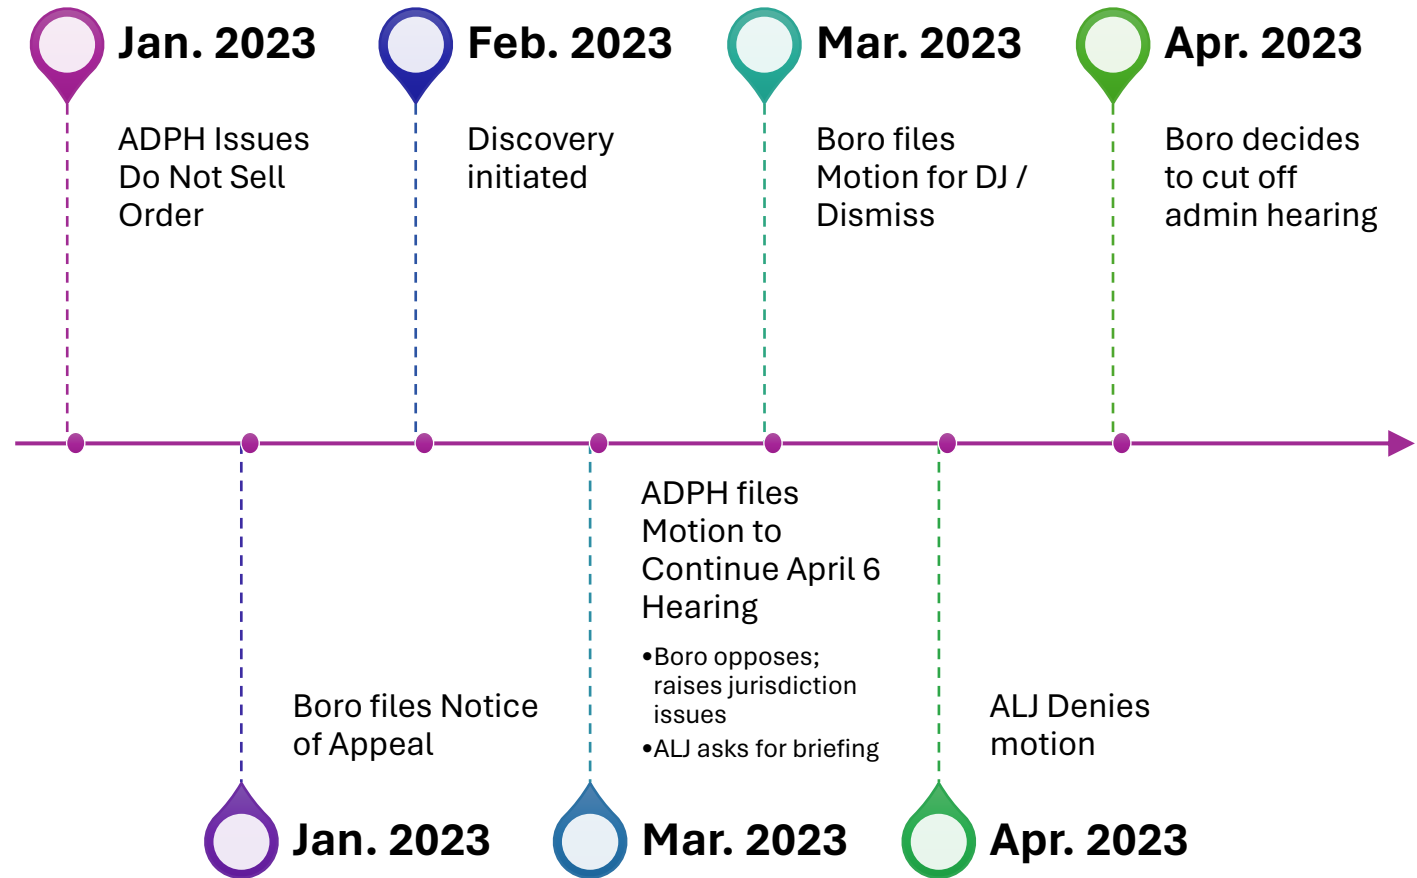 Jan. 2023
ADPH Issues
Do Not Sell
Order
Feb. 2023
Discovery
initiated
Mar. 2023
Boro files
Motion for DJ /
Dismiss
Apr. 2023
Boro decides
to cut off
admin hearing
Boro files Notice
of Appeal
Jan. 2023
ADPH files
Motion to
Continue April 6
Hearing
•Boro opposes;
raises jurisdiction
issues
•ALJ asks for briefing
Mar. 2023
ALJ Denies
motion
Apr. 2023